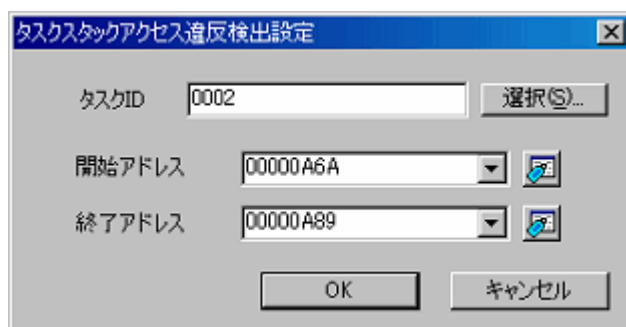 タスクスタックアクセス違反検出設定
タスクID 0002 選択(S)...
開始アドレス 00000A6A
終了アドレス 00000A89
OK キャンセル